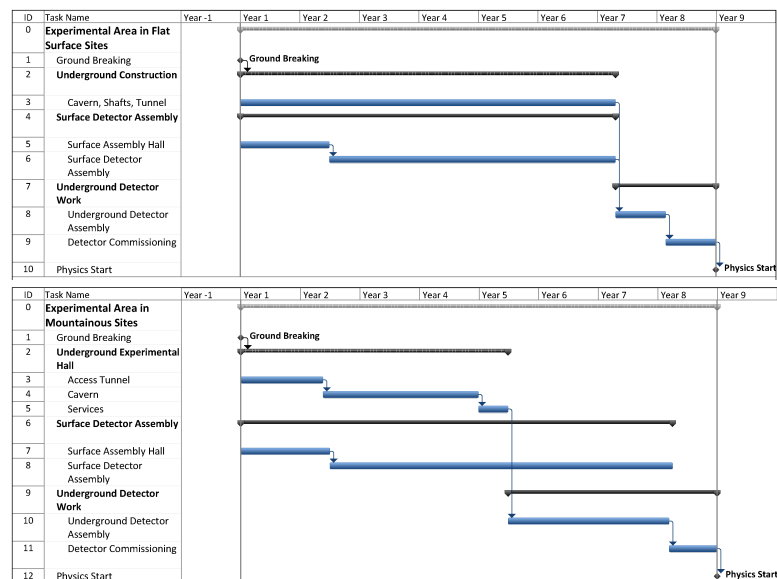 ID Task Name Year -1 Year 1 Year 2 Year 3 Year 4 Year 5 Year 6 Year 7 Year 8 Year 9
0 Experimental Area in Flat
Surface Sites
1 Ground Breaking Ground Breaking
2 Underground Construction
3 Cavern, Shafts, Tunnel
4 Surface Detector Assembly
5 Surface Assembly Hall
6 Surface Detector
Assembly
7 Underground Detector
Work
8 Underground Detector
Assembly
9 Detector Commissioning
10 Physics Start Physics Start
ID Task Name Year -1 Year 1 Year 2 Year 3 Year 4 Year 5 Year 6 Year 7 Year 8 Year 9
0 Experimental Area in
Mountainous Sites
1 Ground Breaking Ground Breaking
2 Underground Experimental
Hall
3 Access Tunnel
4 Cavern
5 Services
6 Surface Detector Assembly
7 Surface Assembly Hall
8 Surface Detector
Assembly
9 Underground Detector
Work
10 Underground Detector
Assembly
11 Detector Commissioning
12 Physics Start Physics Start